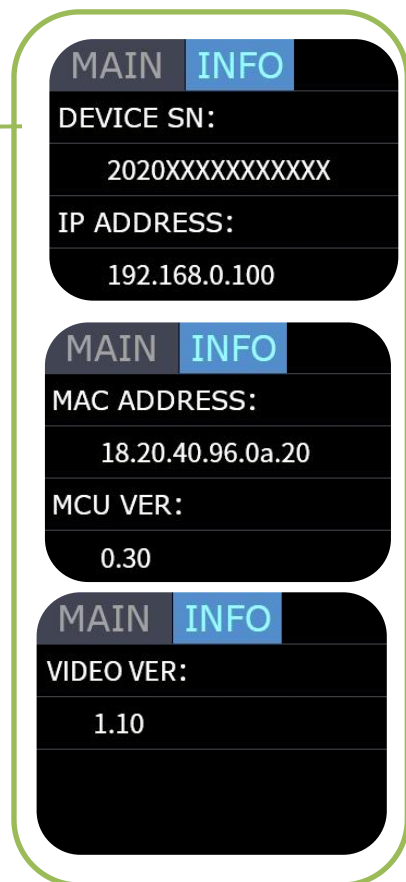 MAIN INFO
DEVICE SN:
2020XXXXXXXXXXX
IP ADDRESS:
192.168.0.100
MAIN INFO
MAC ADDRESS:
18.20.40.96.0a.20
MCU VER:
0.30
MAIN INFO
VIDEO VER:
1.10